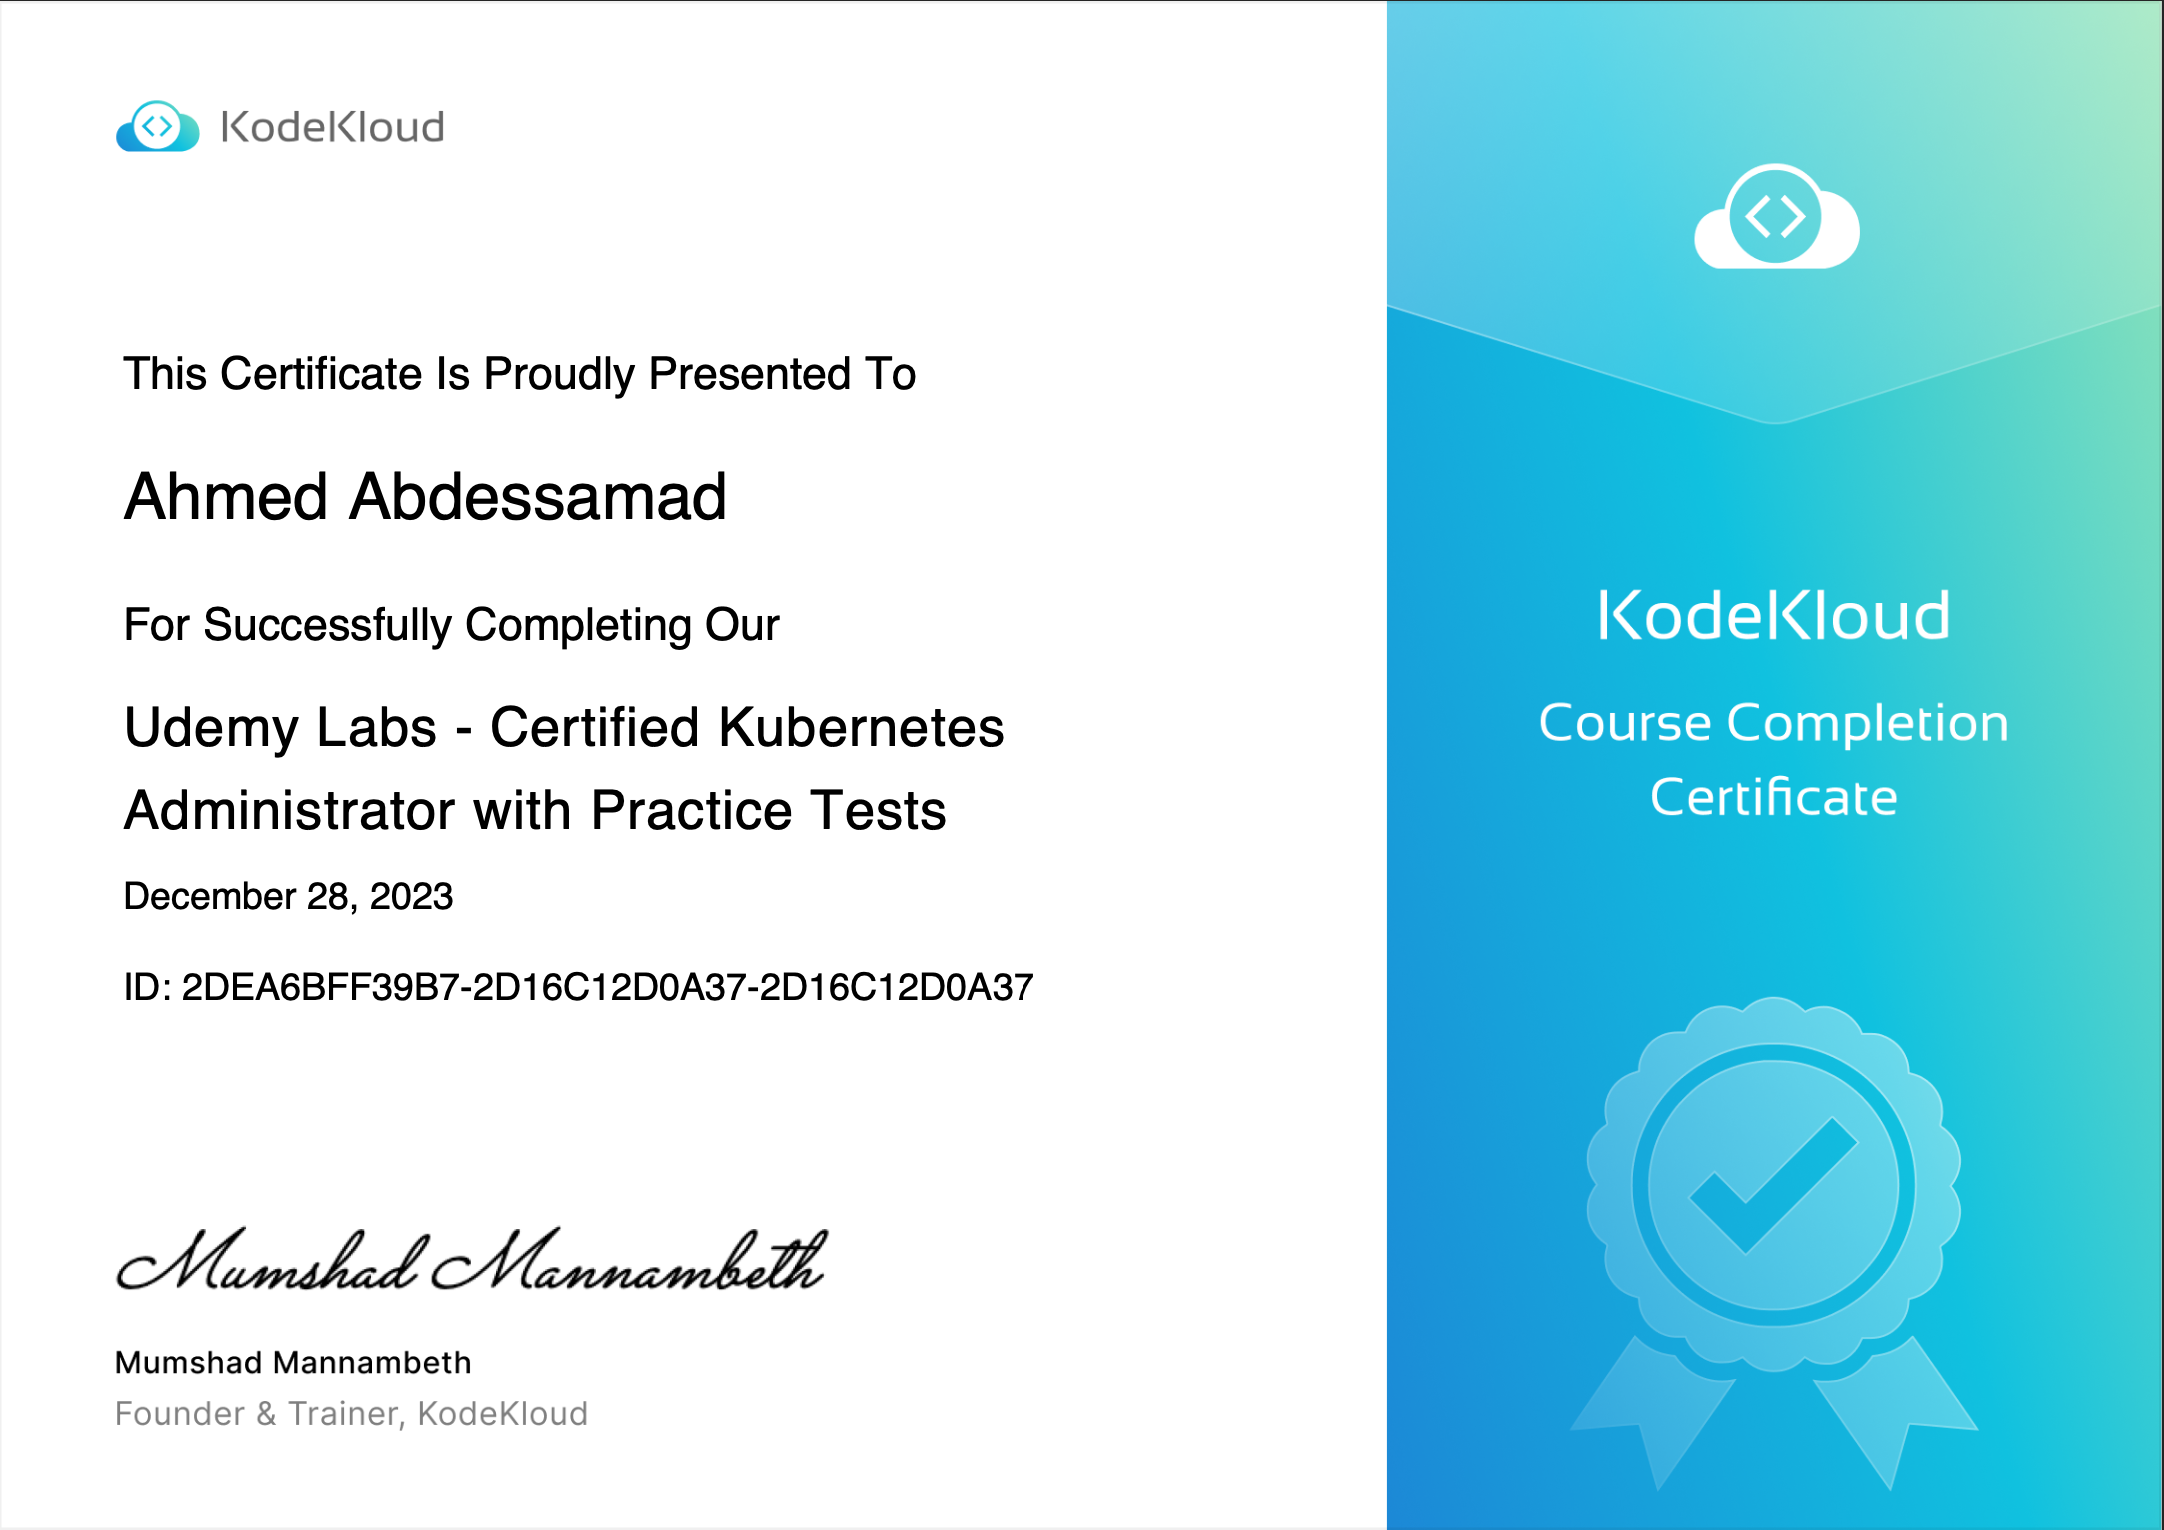 KodeKloud
This Certificate Is Proudly Presented To
Ahmed Abdessamad
For Successfully Completing Our
Udemy Labs - Certified Kubernetes
Administrator with Practice Tests
December 28, 2023
ID: 2DEA6BFF39B7-2D16C12D0A37-2D16C12D0A37
Mumshad Mannambeth
Mumshad Mannambeth
Founder & Trainer, KodeKloud
KodeKloud
Course Completion
Certificate